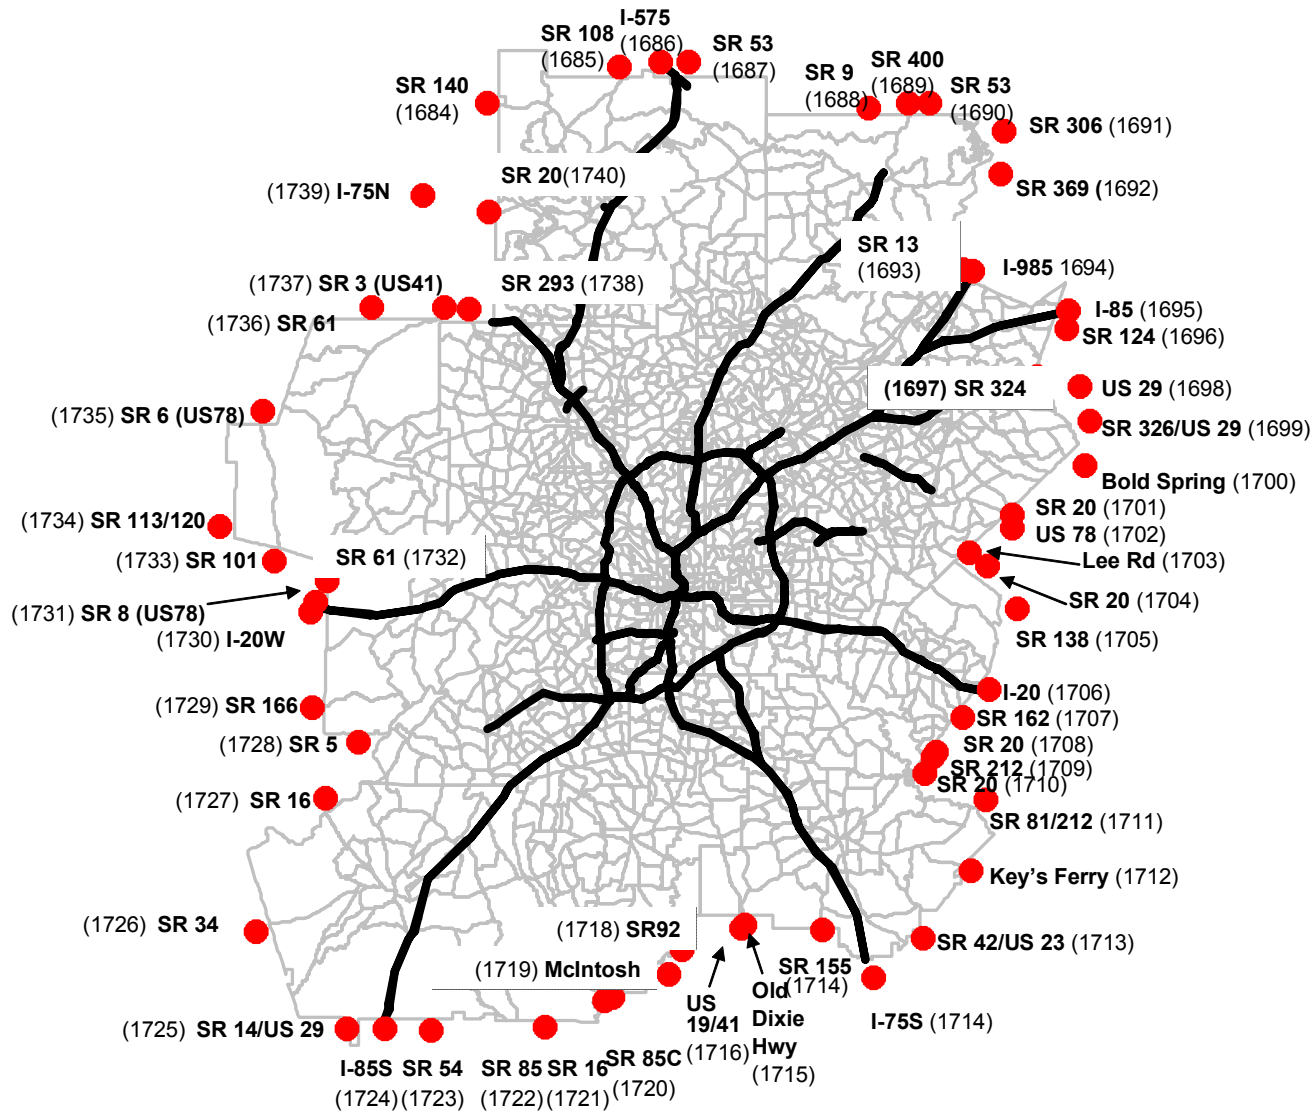 I-575
(1686)
SR 108
(1685)
SR 53
(1687)
SR 140
(1684)
SR 9
(1688)
SR 400
(1689)
SR 53
(1690)
SR 306 (1691)
SR 369 (1692)
(1739) I-75N
SR 20(1740)
SR 13
(1693)
I-985 1694)
(1737) SR 3 (US41)
SR 293 (1738)
(1736) SR 61
I-85 (1695)
SR 124 (1696)
(1697) SR 324
US 29 (1698)
(1735) SR 6 (US78)
SR 326/US 29 (1699)
Bold Spring (1700)
SR 20 (1701)
(1734) SR 113/120
US 78 (1702)
(1733) SR 101
SR 61 (1732)
Lee Rd (1703)
SR 20 (1704)
(1731) SR 8 (US78)
(1730) I-20W
SR 138 (1705)
(1729) SR 166
I-20 (1706)
SR 162 (1707)
(1728) SR 5
SR 20 (1708)
SR 212 (1709)
SR 20 (1710)
(1727) SR 16
SR 81/212 (1711)
Key's Ferry (1712)
(1726) SR 34
(1718) SR92
SR 42/US 23 (1713)
(1719) McIntosh
SR 155
(1714)
US
19/41
(1716)
Old
Dixie
Hwy
(1715)
I-75S (1714)
(1725) SR 14/US 29
I-85S
(1724)
SR 54
(1723)
SR 85
(1722)
SR 16
(1721)
SR 85C
(1720)